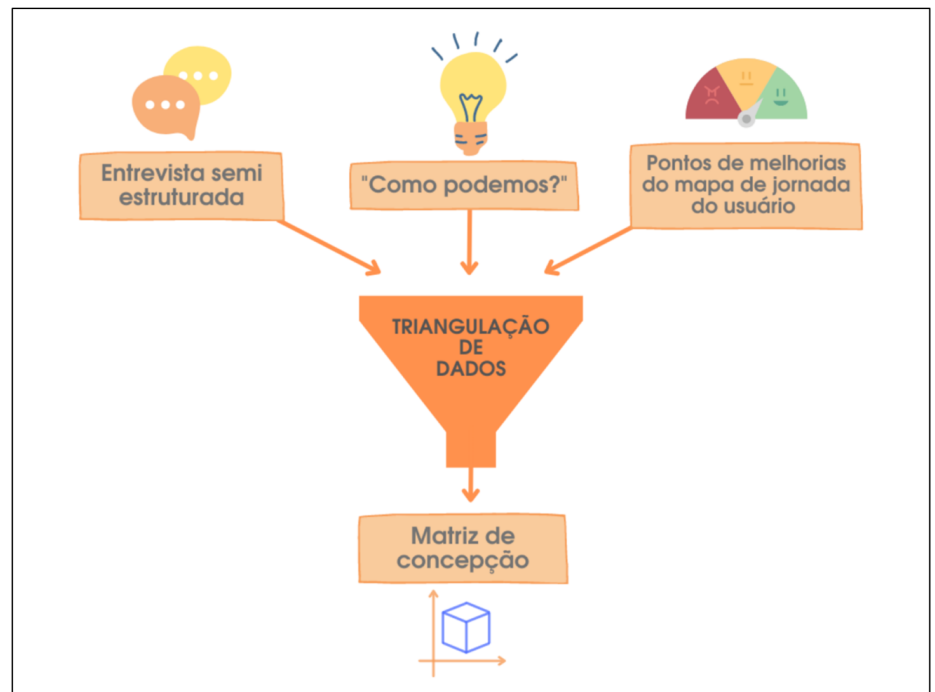 Entrevista semi
estruturada
"Como podemos?"
Pontos de melhorias
do mapa de jornada
do usuário
TRIANGULAÇÃO
DE
DADOS
Matriz de
concepção